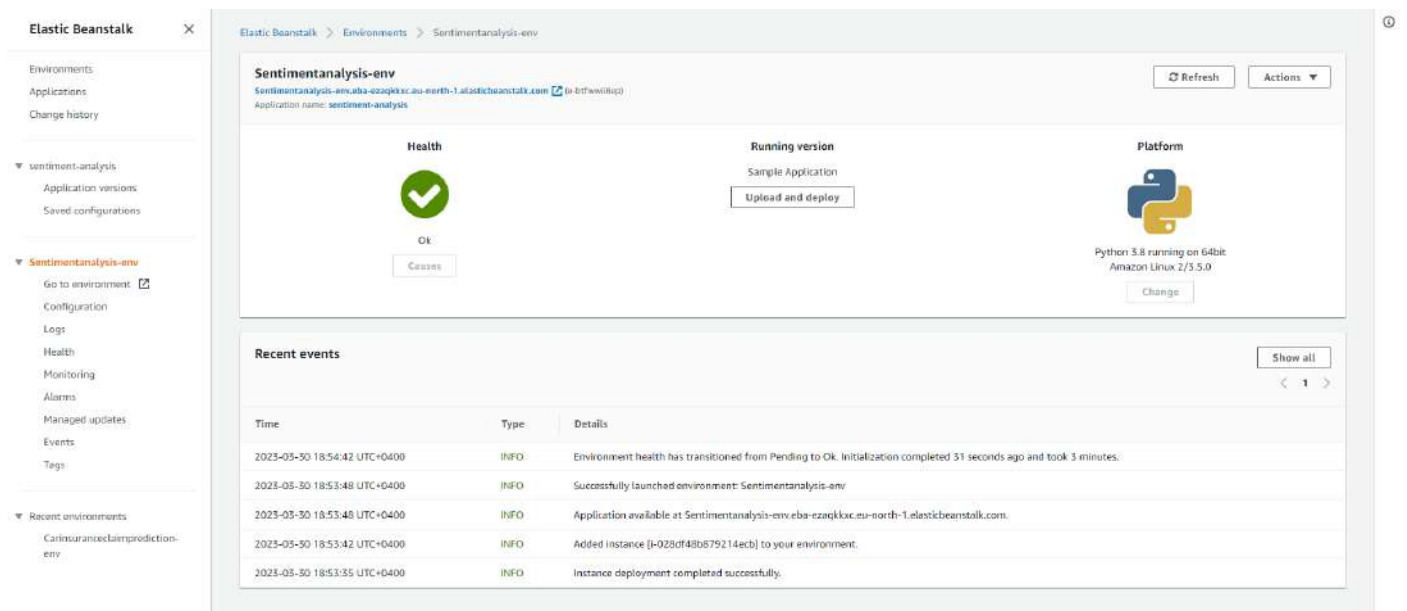 Elastic Beanstalk
Environments
Applications
Change history
sentiment-analysis
Application versions
Saved configurations
Sentimentanalysis-env
Go to environment
Configuration
Logs
Health
Monitoring
Alarms
Managed updates
Events
Tags
Recent environments
Carinsuranceclaimprediction-
env
Elastic Beanstalk > Environments > Sentimentanalysis-env
Sentimentanalysis-env
Sentimentanalysis-env.eba-ezaqkkxc.eu-north-1.elasticbeanstalk.com
Application name: sentiment-analysis
Refresh
Actions
Health
Ok
Causes
Running version
Sample Application
Upload and deploy
Platform
Python 3.8 running on 64bit
Amazon Linux 2/3.5.0
Change
Recent events
Show all
< 1 >
Time Type Details
2023-03-30 18:54:42 UTC+0400 INFO Environment health has transitioned from Pending to Ok. Initialization completed 31 seconds ago and took 3 minutes.
2023-03-30 18:53:48 UTC+0400 INFO Successfully launched environment: Sentimentanalysis-env
2023-03-30 18:53:48 UTC+0400 INFO Application available at Sentimentanalysis-env.eba-ezaqkkxc.eu-north-1.elasticbeanstalk.com.
2023-03-30 18:53:42 UTC+0400 INFO Added instance [i-028df48b879214ecb] to your environment.
2023-03-30 18:53:35 UTC+0400 INFO Instance deployment completed successfully.